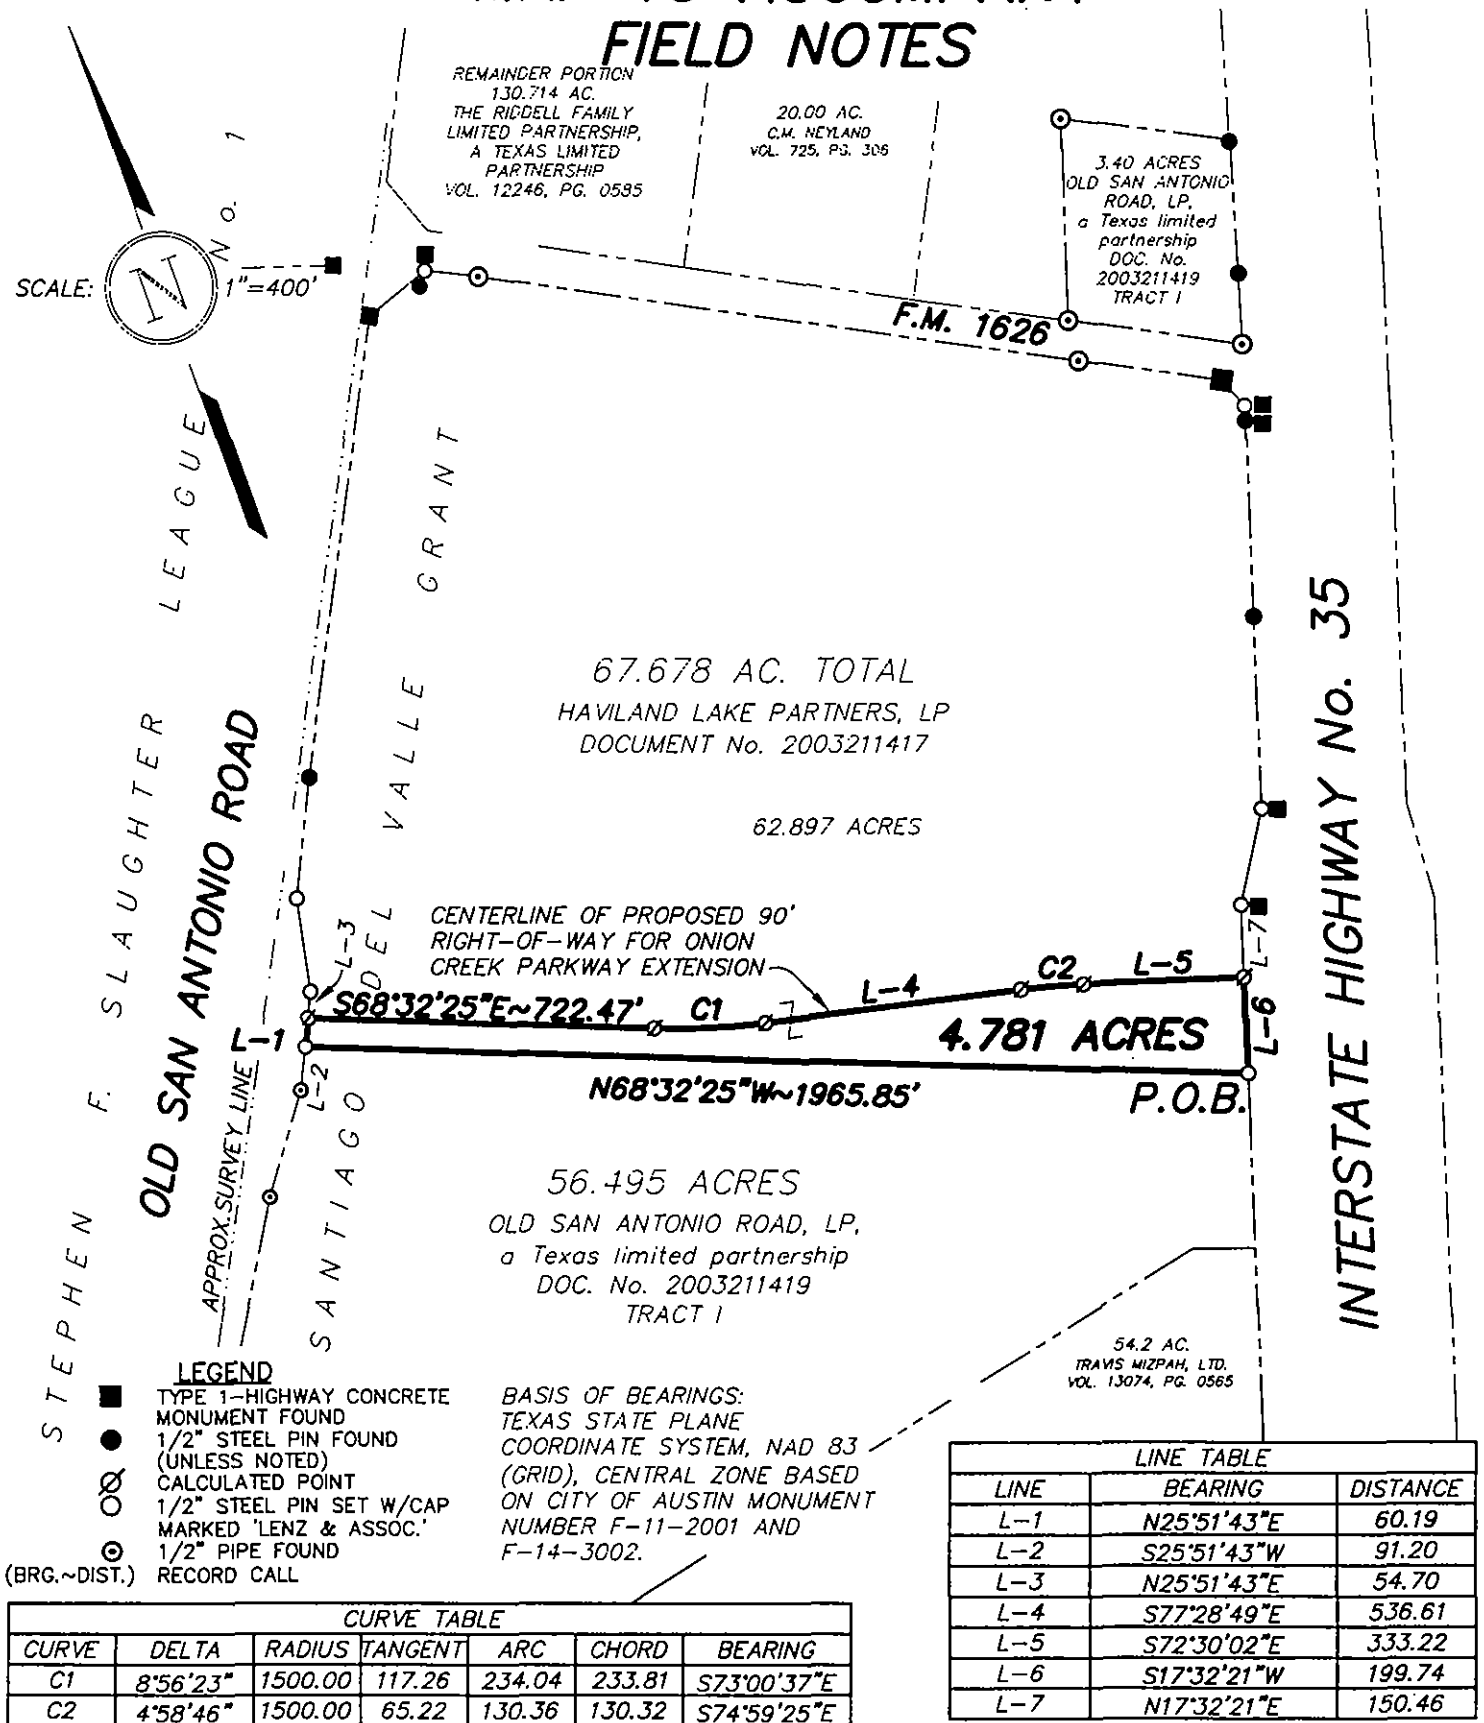 FIELD NOTES
REMAINDER PORTION
130.714 AC.
THE RIDDELL FAMILY
LIMITED PARTNERSHIP,
A TEXAS LIMITED
PARTNERSHIP
VOL. 12246, PG. 0595
20.00 AC.
C.M. NEYLAND
VOL. 725, PG. 306
3.40 ACRES
OLD SAN ANTONIO
ROAD, LP,
a Texas limited
partnership
DOC. No.
2003211419
TRACT I
SCALE:
N
1"=400'
F.M. 1626
STEPHEN F. SLAUGHTER LEAGUE No. 1
SANTIAGO DEL VALLE GRANT
OLD SAN ANTONIO ROAD
APPROX. SURVEY LINE
INTERSTATE HIGHWAY No. 35
67.678 AC. TOTAL
HAVILAND LAKE PARTNERS, LP
DOCUMENT No. 2003211417
62.897 ACRES
CENTERLINE OF PROPOSED 90'
RIGHT-OF-WAY FOR ONION
CREEK PARKWAY EXTENSION
L-3
S68°32'25"E~722.47'
C1
L-4
C2
L-5
L-7
L-1
4.781 ACRES
L-6
L-2
N68°32'25"W~1965.85'
P.O.B.
56.495 ACRES
OLD SAN ANTONIO ROAD, LP,
a Texas limited partnership
DOC. No. 2003211419
TRACT I
54.2 AC.
TRAVIS MIZPAH, LTD.
VOL. 13074, PG. 0565
LEGEND
TYPE 1-HIGHWAY CONCRETE
MONUMENT FOUND
1/2" STEEL PIN FOUND
(UNLESS NOTED)
CALCULATED POINT
1/2" STEEL PIN SET W/CAP
MARKED 'LENZ & ASSOC.'
1/2" PIPE FOUND
(BRG.~DIST.) RECORD CALL
BASIS OF BEARINGS:
TEXAS STATE PLANE
COORDINATE SYSTEM, NAD 83
(GRID), CENTRAL ZONE BASED
ON CITY OF AUSTIN MONUMENT
NUMBER F-11-2001 AND
F-14-3002.
LINE TABLE
LINE BEARING DISTANCE
L-1 N25°51'43"E 60.19
L-2 S25°51'43"W 91.20
L-3 N25°51'43"E 54.70
L-4 S77°28'49"E 536.61
L-5 S72°30'02"E 333.22
L-6 S17°32'21"W 199.74
L-7 N17°32'21"E 150.46
CURVE TABLE
CURVE DELTA RADIUS TANGENT ARC CHORD BEARING
C1 8°56'23" 1500.00 117.26 234.04 233.81 S73°00'37"E
C2 4°58'46" 1500.00 65.22 130.36 130.32 S74°59'25"E